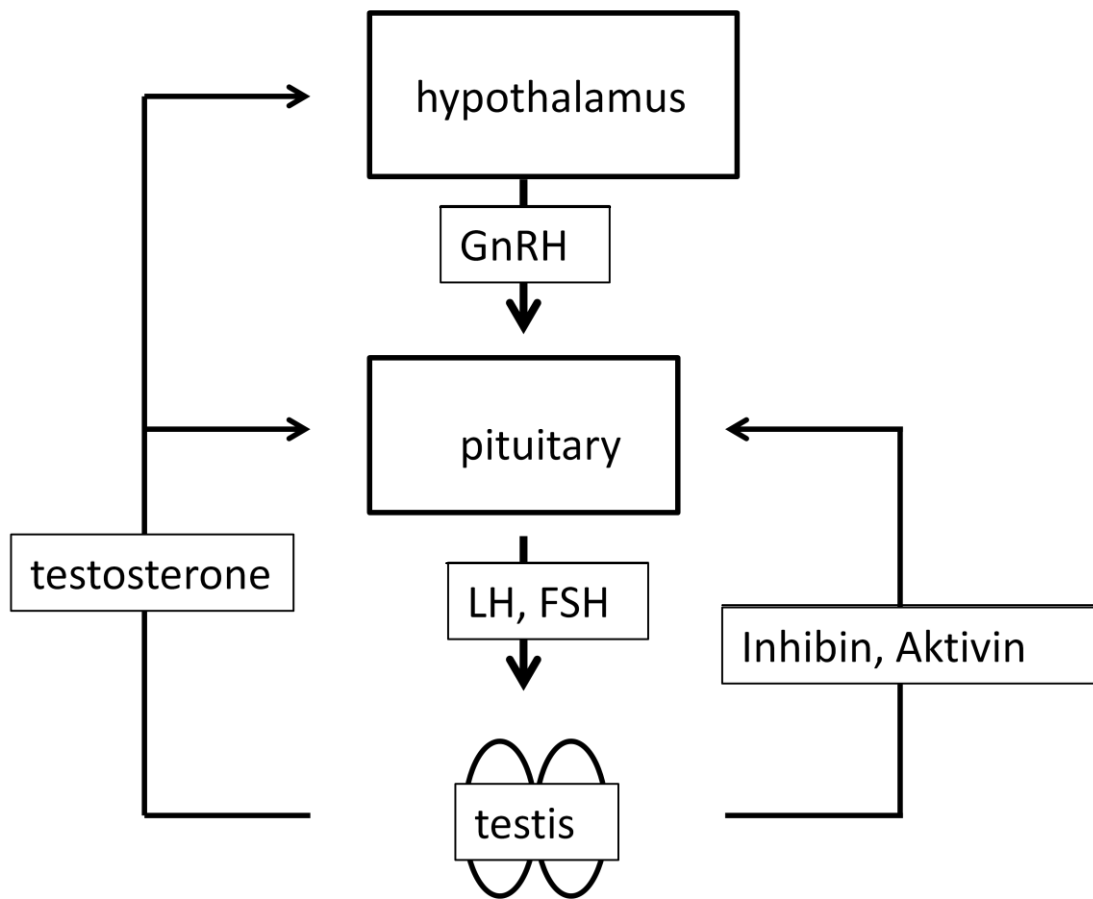 hypothalamus
GnRH
pituitary
testosterone
LH, FSH
Inhibin, Aktivin
testis